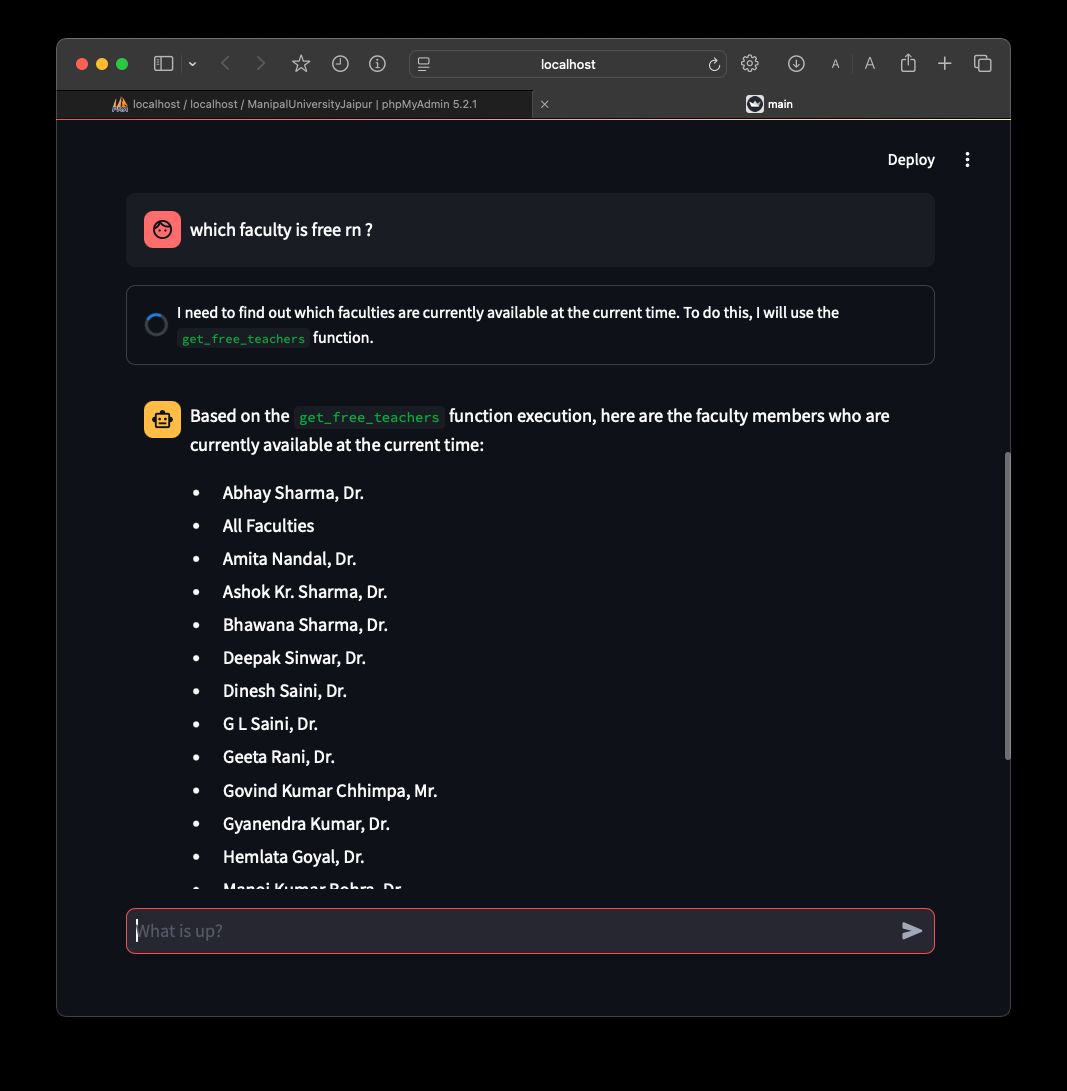 localhost
A A
localhost / localhost / ManipalUniversityJaipur | phpMyAdmin 5.2.1
main
Deploy
which faculty is free rn ?
I need to find out which faculties are currently available at the current time. To do this, I will use the
get_free_teachers function.
Based on the get_free_teachers function execution, here are the faculty members who are
currently available at the current time:
• Abhay Sharma, Dr.
• All Faculties
• Amita Nandal, Dr.
• Ashok Kr. Sharma, Dr.
• Bhawana Sharma, Dr.
• Deepak Sinwar, Dr.
• Dinesh Saini, Dr.
• G L Saini, Dr.
• Geeta Rani, Dr.
• Govind Kumar Chhimpa, Mr.
• Gyanendra Kumar, Dr.
• Hemlata Goyal, Dr.
• Manoj Kumar Bohra, Dr.
What is up?